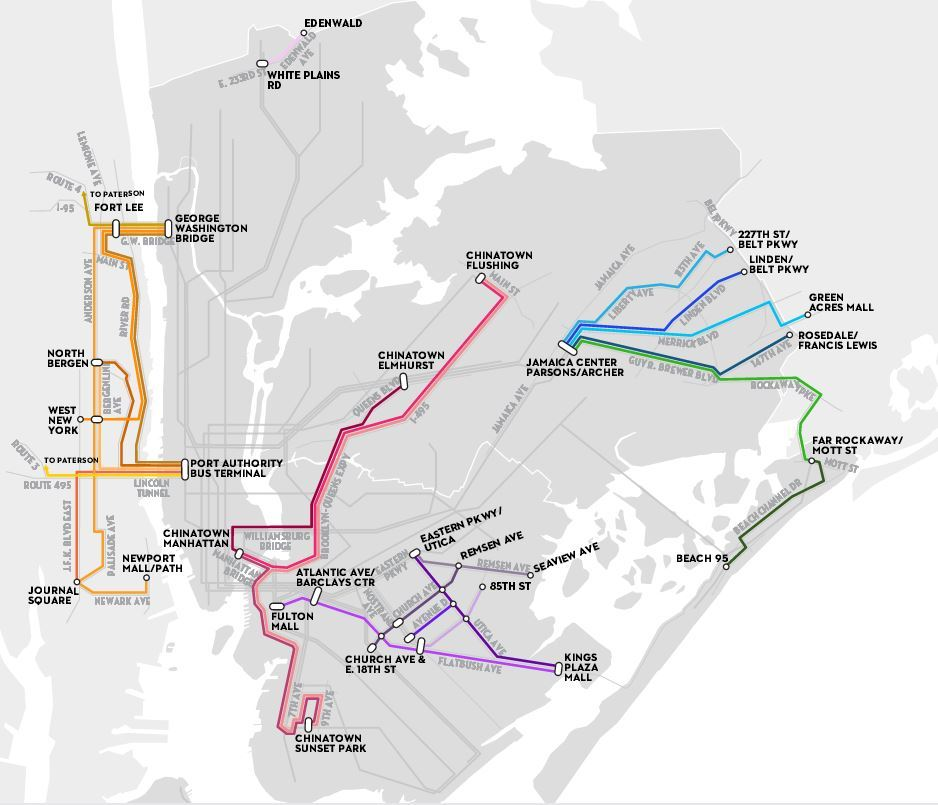 EDENWALD
E. 233RD ST
EDENWALD
AVE
WHITE PLAINS
RD
LEMOINE AVE
ROUTE 4
TO PATERSON
I-95
FORT LEE
GEORGE
WASHINGTON
BRIDGE
G.W. BRIDGE
MAIN ST
ANDERSON AVE
RIVER RD
NORTH
BERGEN
BERGENLINE
AVE
WEST
NEW
YORK
ROUTE 3
TO PATERSON
ROUTE 495
PORT AUTHORITY
BUS TERMINAL
LINCOLN
TUNNEL
J.F.K. BLVD EAST
PALISADE AVE
NEWPORT
MALL/PATH
JOURNAL
SQUARE
NEWARK AVE
CHINATOWN
FLUSHING
MAIN ST
CHINATOWN
ELMHURST
QUEENS BLVD
I-495
BROOKLYN-QUEENS EXPY
CHINATOWN
MANHATTAN
WILLIAMSBURG
BRIDGE
MANHATTAN
BRIDGE
7TH AVE
9TH AVE
CHINATOWN
SUNSET PARK
BELT PKWY
227TH ST/
BELT PKWY
LINDEN/
BELT PKWY
JAMAICA AVE
85TH AVE
LIBERTY AVE
LINDEN BLVD
GREEN
ACRES MALL
MERRICK BLVD
ROSEDALE/
FRANCIS LEWIS
147TH AVE
JAMAICA CENTER
PARSONS/ARCHER
GUY R. BREWER BLVD
JAMAICA AVE
ROCKAWAY PKE
FAR ROCKAWAY/
MOTT ST
MOTT ST
BEACH CHANNEL DR
BEACH 95
EASTERN PKWY/
UTICA
REMSEN AVE
REMSEN AVE
SEAVIEW AVE
EASTERN
PKWY
85TH ST
ATLANTIC AVE/
BARCLAYS CTR
NOSTRAND
AVE
CHURCH AVE
AVENUE D
FULTON
MALL
UTICA AVE
CHURCH AVE &
E. 18TH ST
FLATBUSH AVE
KINGS
PLAZA
MALL